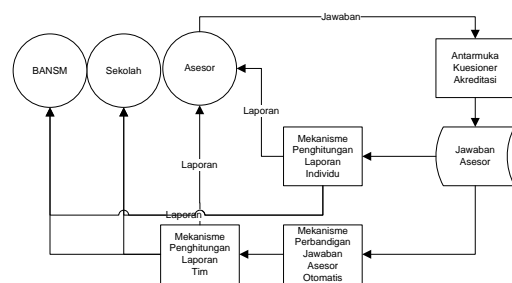 Jawaban
BANSM
Sekolah
Asesor
Antarmuka
Kuesioner
Akreditasi
Laporan
Mekanisme
Penghitungan
Laporan
Individu
Jawaban
Asesor
Laporan
Laporan
Mekanisme
Penghitungan
Laporan
Tim
Mekanisme
Perbandigan
Jawaban
Asesor
Otomatis